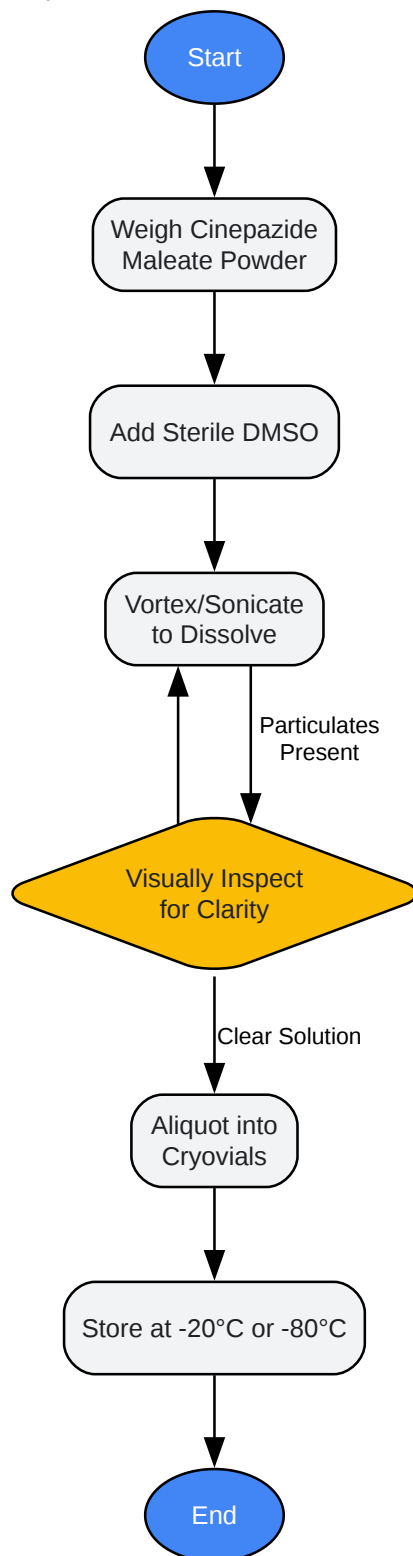 Start
Weigh Cinepazide
Maleate Powder
Add Sterile DMSO
Vortex/Sonicate
to Dissolve
Particulates
Present
Visually Inspect
for Clarity
Clear Solution
Aliquot into
Cryovials
Store at -20°C or -80°C
End